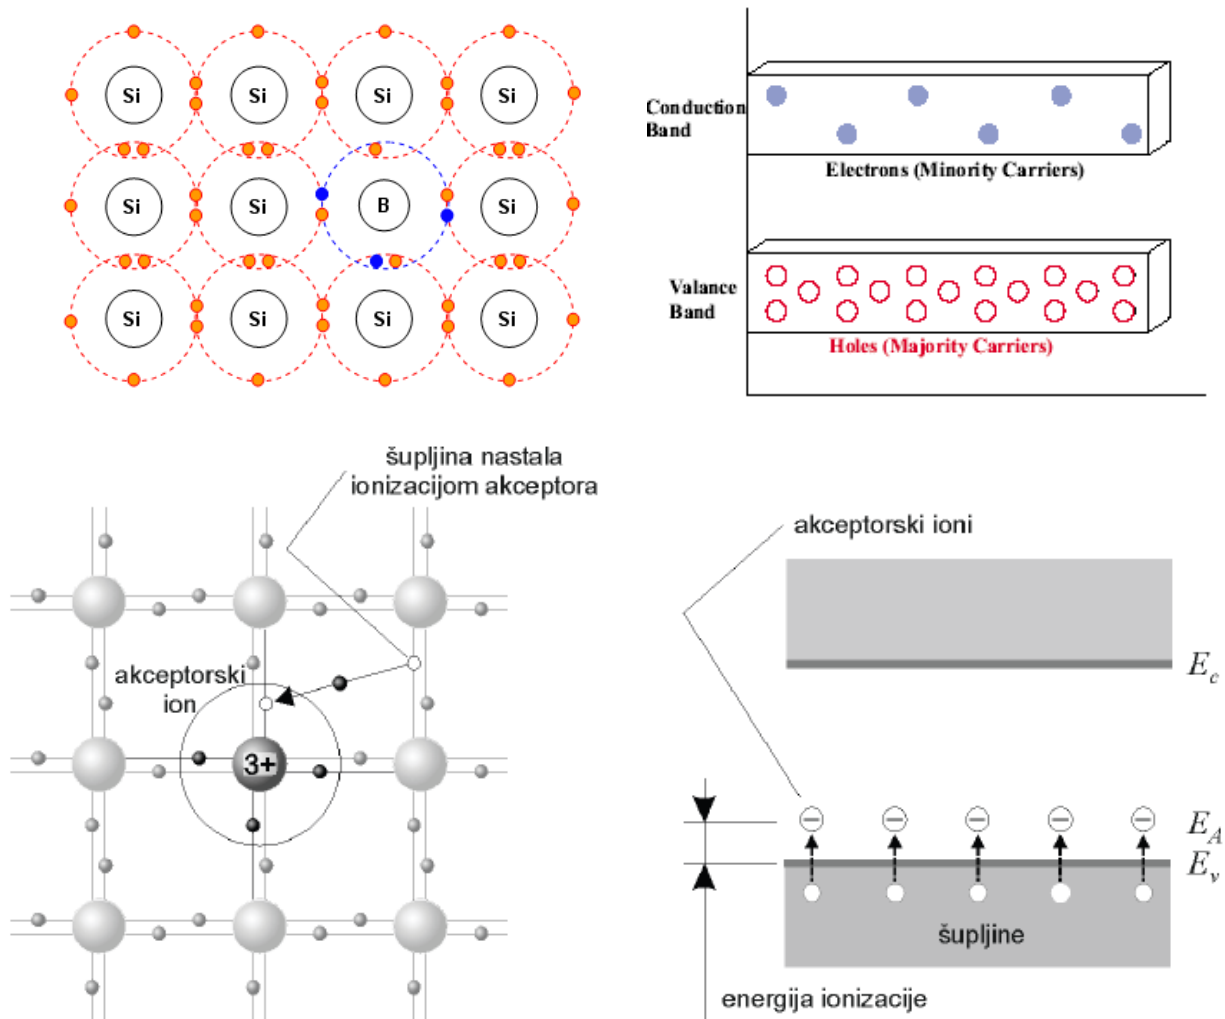 Si Si Si Si
Si Si B Si
Si Si Si Si
Conduction
Band
Electrons (Minority Carriers)
Valance
Band
Holes (Majority Carriers)
šupljina nastala
ionizacijom akceptora
akceptorski
ion
3+
akceptorski ioni
E_c
E_A
E_v
šupljine
energija ionizacije